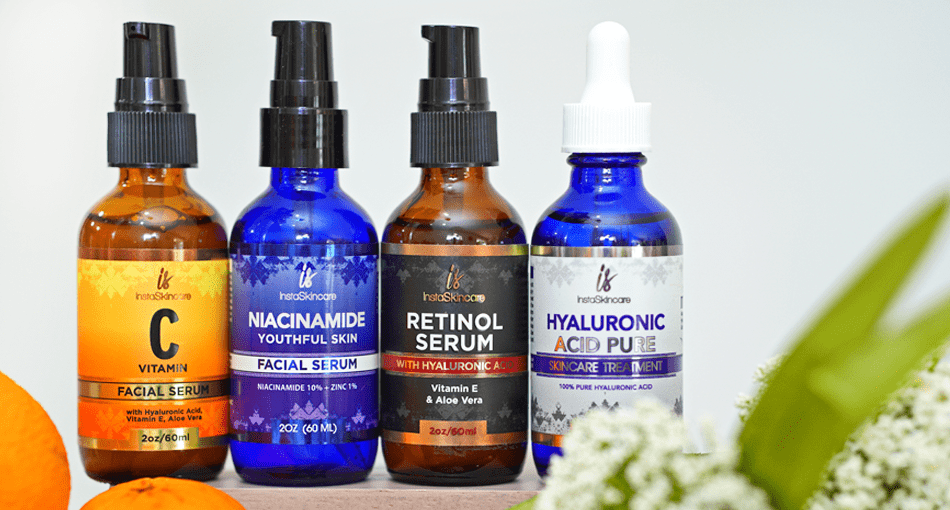 is
InstaSkincare
C
VITAMIN
FACIAL SERUM
with Hyaluronic Acid,
Vitamin E, Aloe Vera
2oz/60ml
is
InstaSkincare
NIACINAMIDE
YOUTHFUL SKIN
FACIAL SERUM
NIACINAMIDE 10% + ZINC 1%
2OZ (60 ML)
is
InstaSkincare
RETINOL
SERUM
WITH HYALURONIC
Vitamin E
& Aloe Vera
2oz/60ml
is
InstaSkincare
HYALURONIC
ACID PURE
SKINCARE TREATMENT
100% PURE HYALURONIC ACID